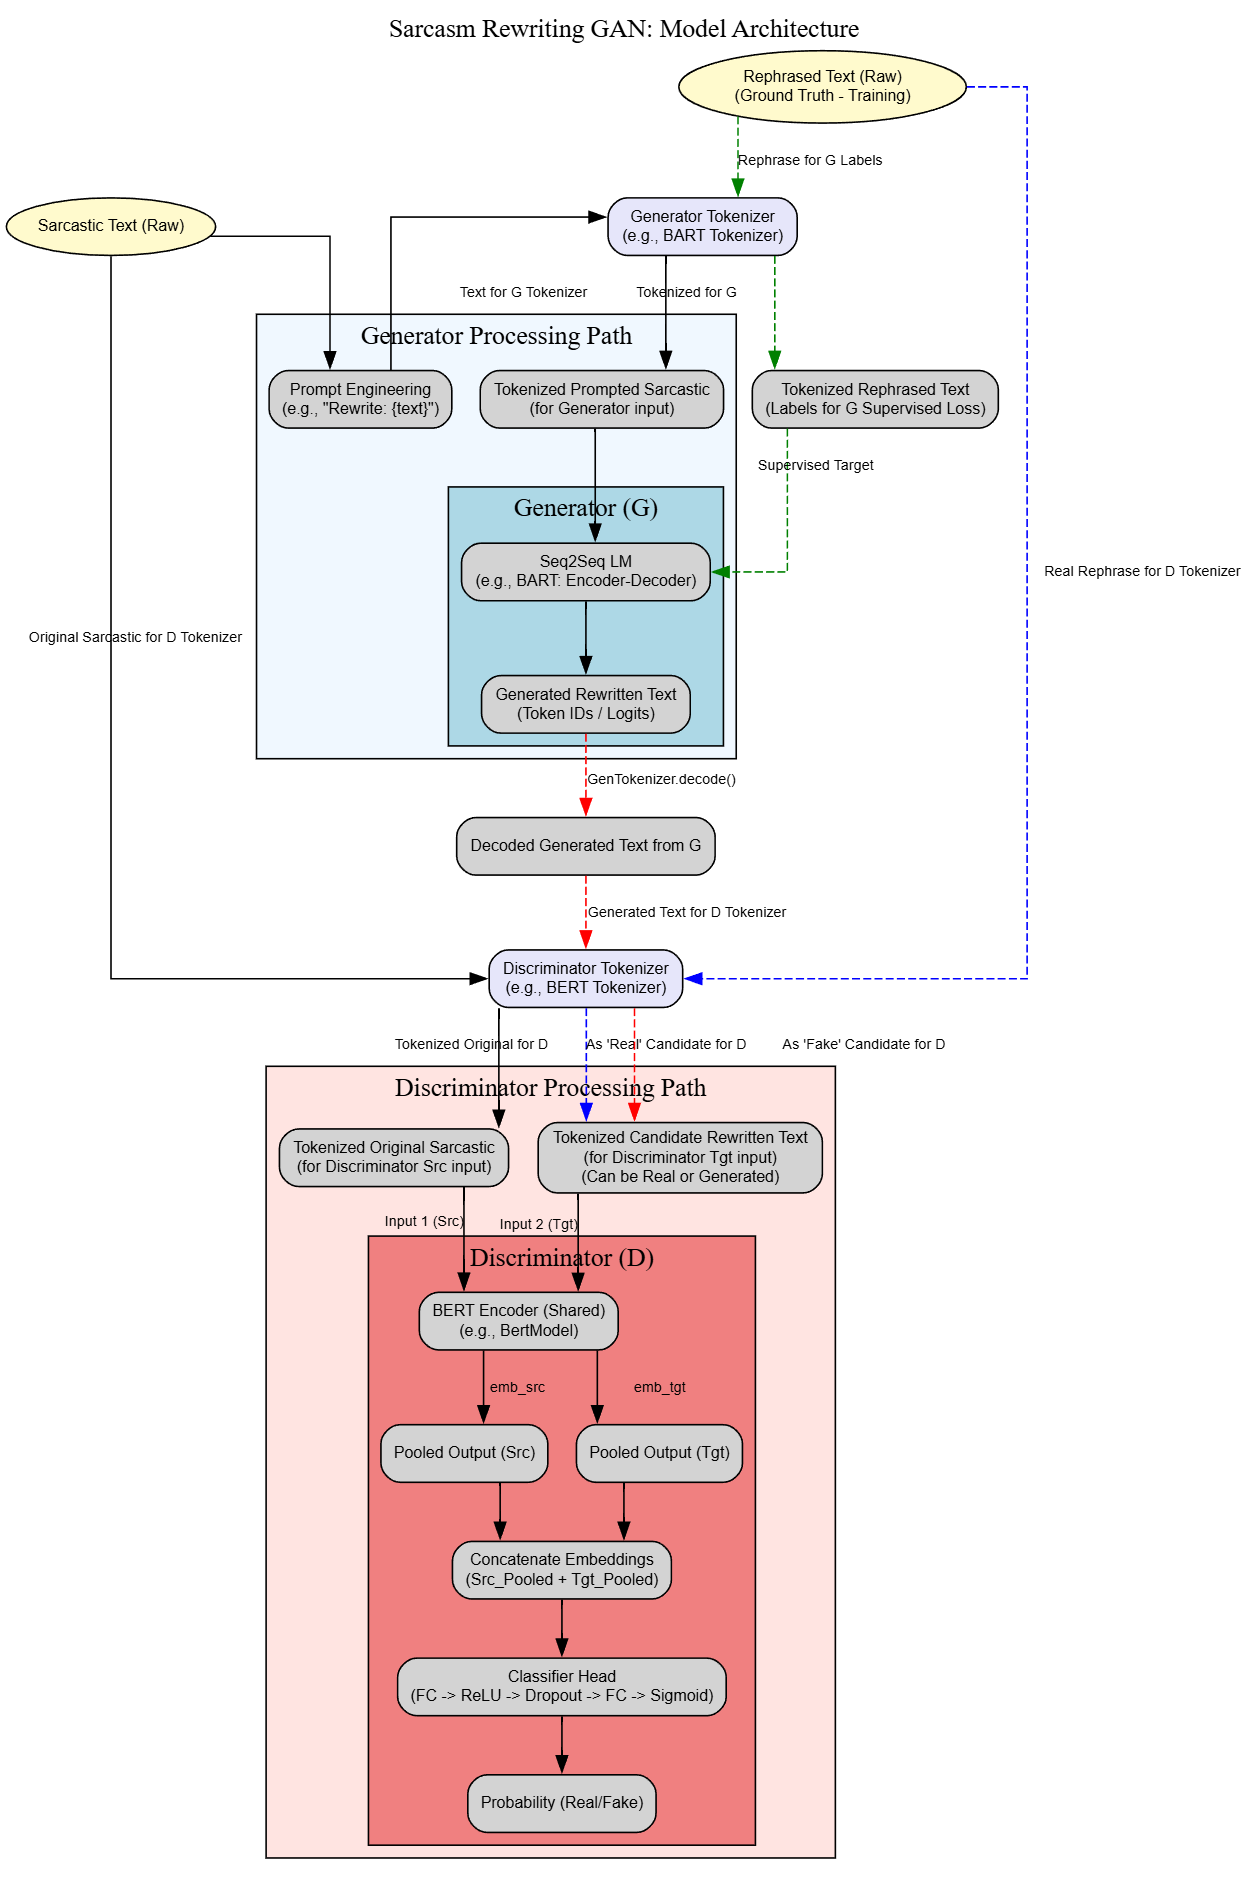 Sarcasm Rewriting GAN: Model Architecture
Rephrased Text (Raw)
(Ground Truth - Training)
Rephrase for G Labels
Sarcastic Text (Raw)
Generator Tokenizer
(e.g., BART Tokenizer)
Text for G Tokenizer
Tokenized for G
Generator Processing Path
Prompt Engineering
(e.g., "Rewrite: {text}")
Tokenized Prompted Sarcastic
(for Generator input)
Tokenized Rephrased Text
(Labels for G Supervised Loss)
Supervised Target
Generator (G)
Seq2Seq LM
(e.g., BART: Encoder-Decoder)
Real Rephrase for D Tokenizer
Original Sarcastic for D Tokenizer
Generated Rewritten Text
(Token IDs / Logits)
GenTokenizer.decode()
Decoded Generated Text from G
Generated Text for D Tokenizer
Discriminator Tokenizer
(e.g., BERT Tokenizer)
Tokenized Original for D
As 'Real' Candidate for D
As 'Fake' Candidate for D
Discriminator Processing Path
Tokenized Original Sarcastic
(for Discriminator Src input)
Tokenized Candidate Rewritten Text
(for Discriminator Tgt input)
(Can be Real or Generated)
Input 1 (Src)
Input 2 (Tgt)
Discriminator (D)
BERT Encoder (Shared)
(e.g., BertModel)
emb_src
emb_tgt
Pooled Output (Src)
Pooled Output (Tgt)
Concatenate Embeddings
(Src_Pooled + Tgt_Pooled)
Classifier Head
(FC -> ReLU -> Dropout -> FC -> Sigmoid)
Probability (Real/Fake)